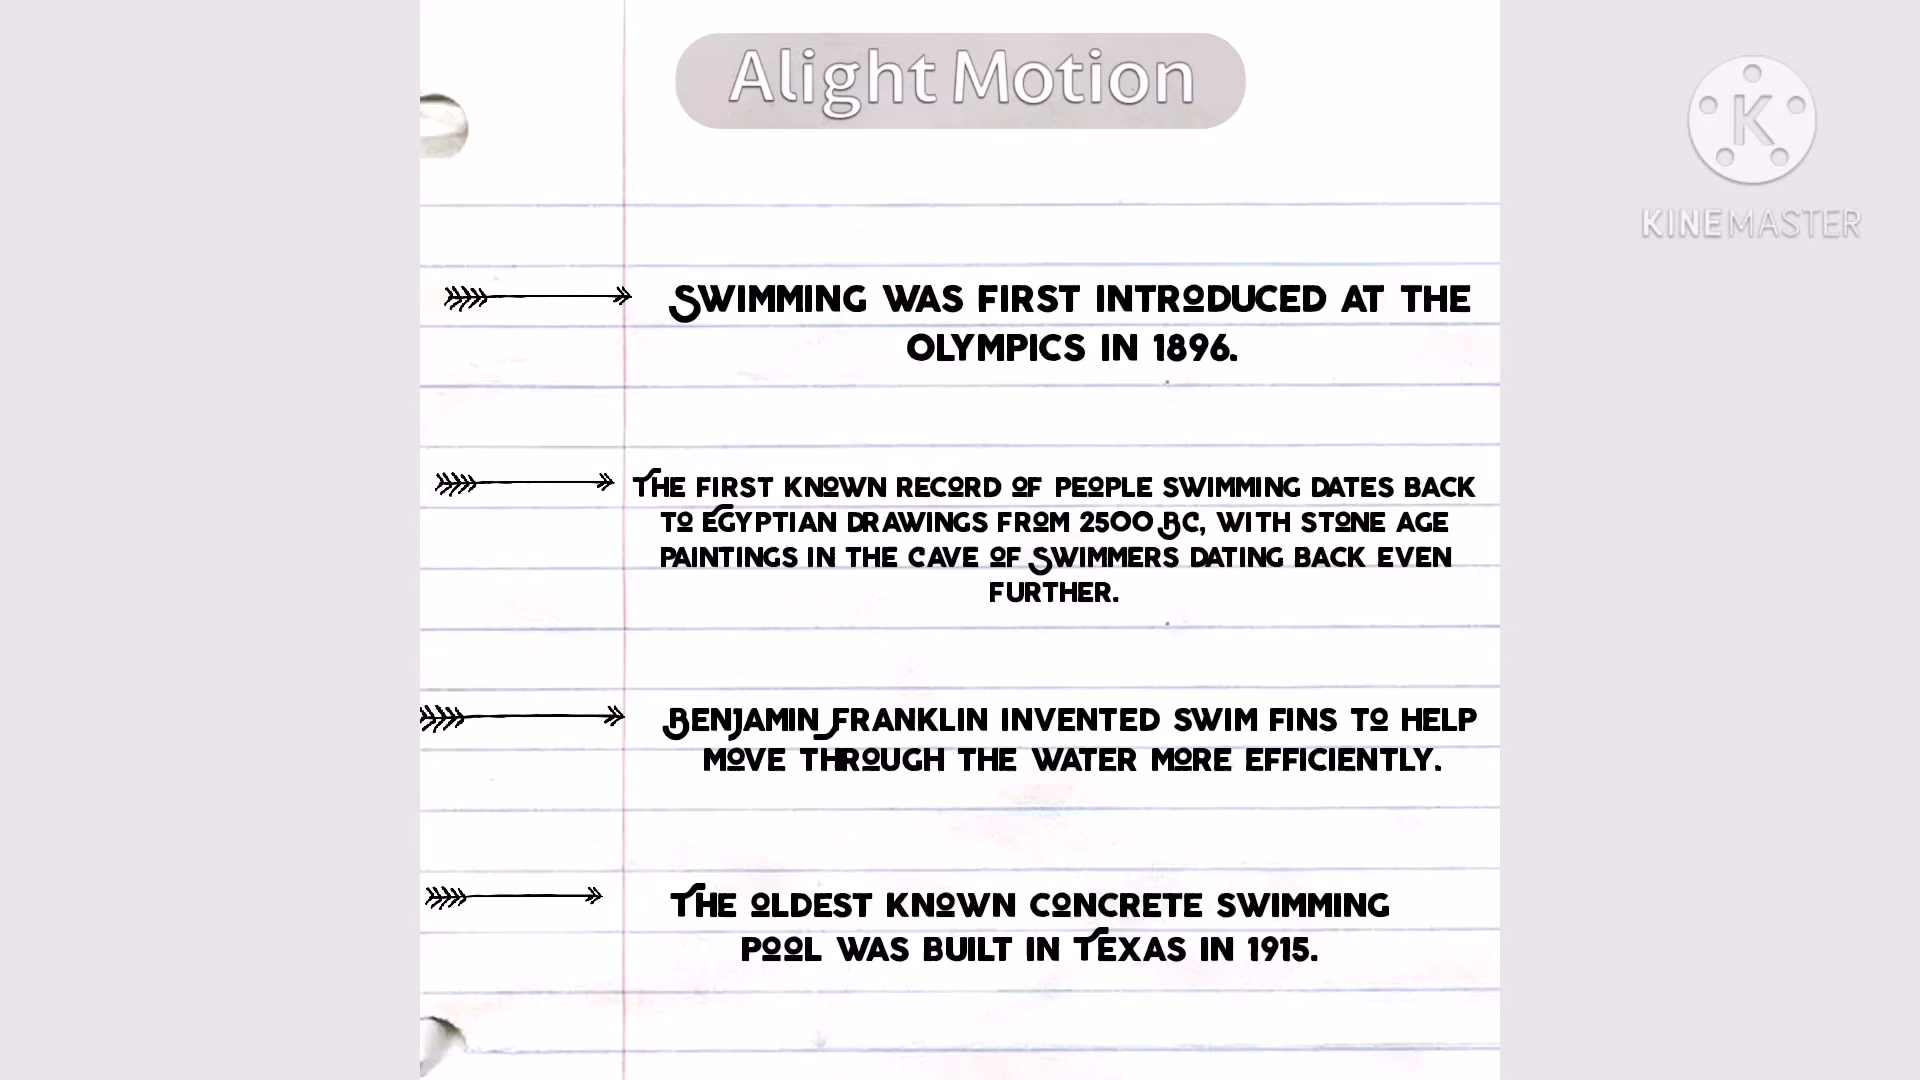 Alight Motion
KINEMASTER
SWIMMING WAS FIRST INTRODUCED AT THE
OLYMPICS IN 1896.
THE FIRST KNOWN RECORD OF PEOPLE SWIMMING DATES BACK
TO EGYPTIAN DRAWINGS FROM 2500 BC, WITH STONE AGE
PAINTINGS IN THE CAVE OF SWIMMERS DATING BACK EVEN
FURTHER.
BENJAMIN FRANKLIN INVENTED SWIM FINS TO HELP
MOVE THROUGH THE WATER MORE EFFICIENTLY.
THE OLDEST KNOWN CONCRETE SWIMMING
POOL WAS BUILT IN TEXAS IN 1915.